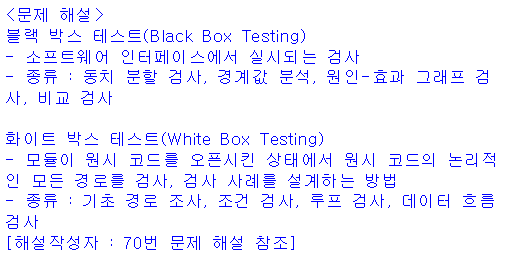 <문제 해설>
블랙 박스 테스트(Black Box Testing)
- 소프트웨어 인터페이스에서 실시되는 검사
- 종류 : 동치 분할 검사, 경계값 분석, 원인-효과 그래프 검
사, 비교 검사
화이트 박스 테스트(White Box Testing)
- 모듈이 원시 코드를 오픈시킨 상태에서 원시 코드의 논리적
인 모든 경로를 검사, 검사 사례를 설계하는 방법
- 종류 : 기초 경로 조사, 조건 검사, 루프 검사, 데이터 흐름
검사
[해설작성자 : 70번 문제 해설 참조]